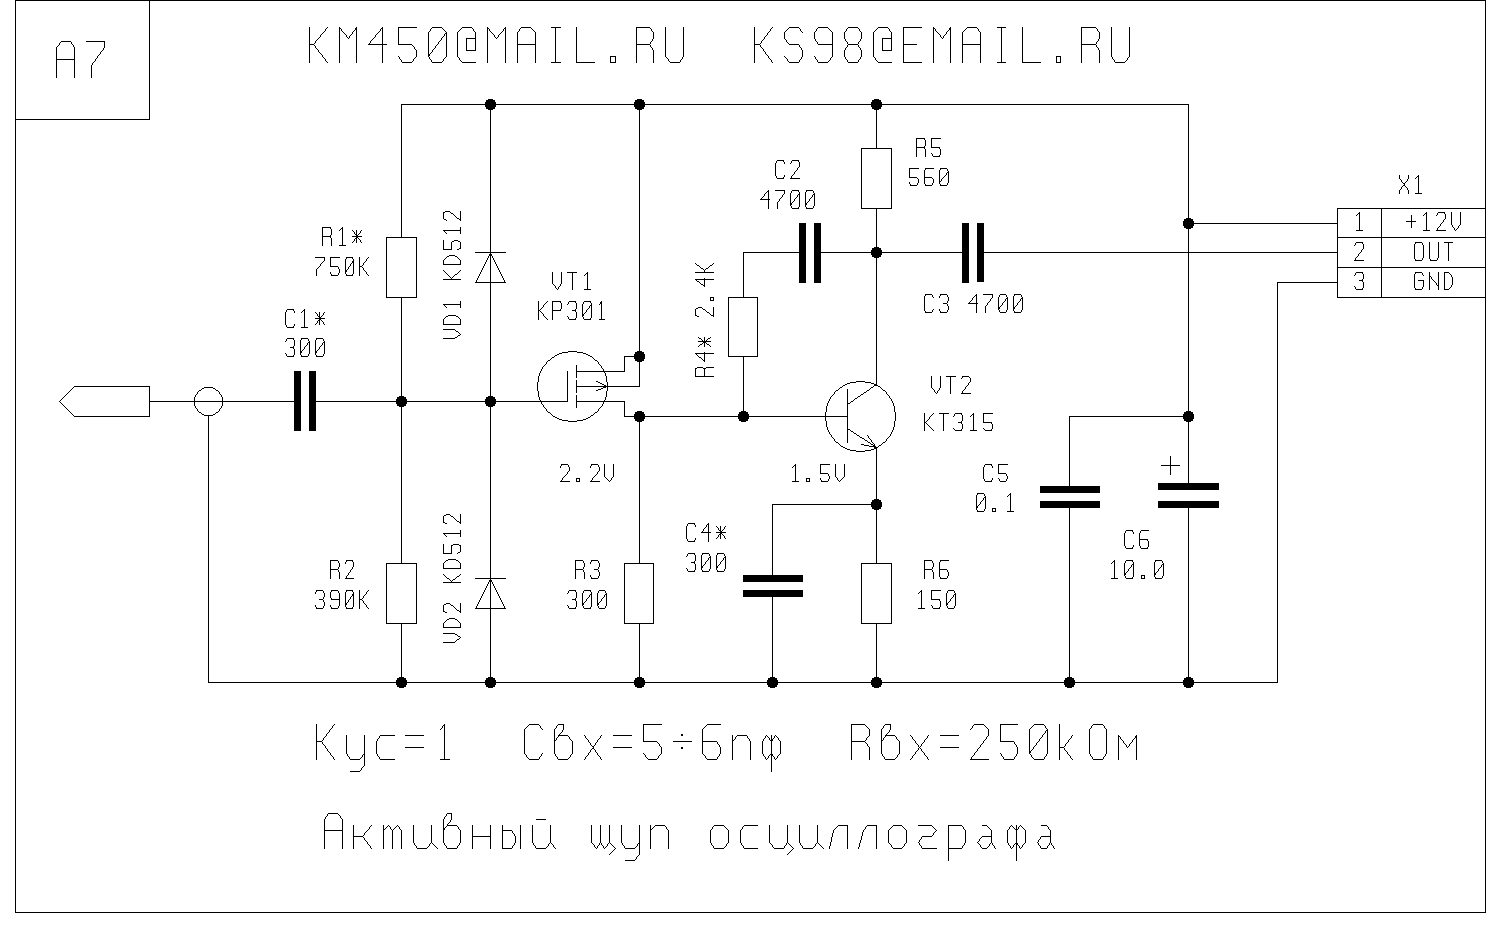 A7
KM450@MAIL.RU KS98@EMAIL.RU
R5
560
C2
4700
X1
1 +12V
2 OUT
3 GND
R1*
750K
VD1 KD512
VT1
KP301
R4* 2.4K
C3 4700
C1*
300
VT2
KT315
2.2V
1.5V
C5
0.1
+
C6
10.0
C4*
300
R2
390K
VD2 KD512
R3
300
R6
150
Кус=1 Свх=5÷6пф Rвх=250kОм
Активный щуп осциллографа